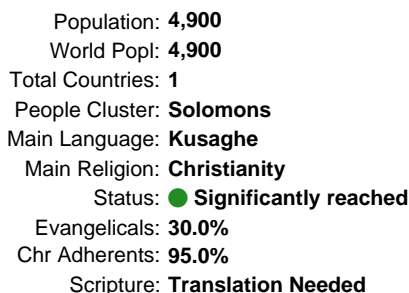 Population: 4,900
World Popl: 4,900
Total Countries: 1
People Cluster: Solomons
Main Language: Kusaghe
Main Religion: Christianity
Status: Significantly reached
Evangelicals: 30.0%
Chr Adherents: 95.0%
Scripture: Translation Needed